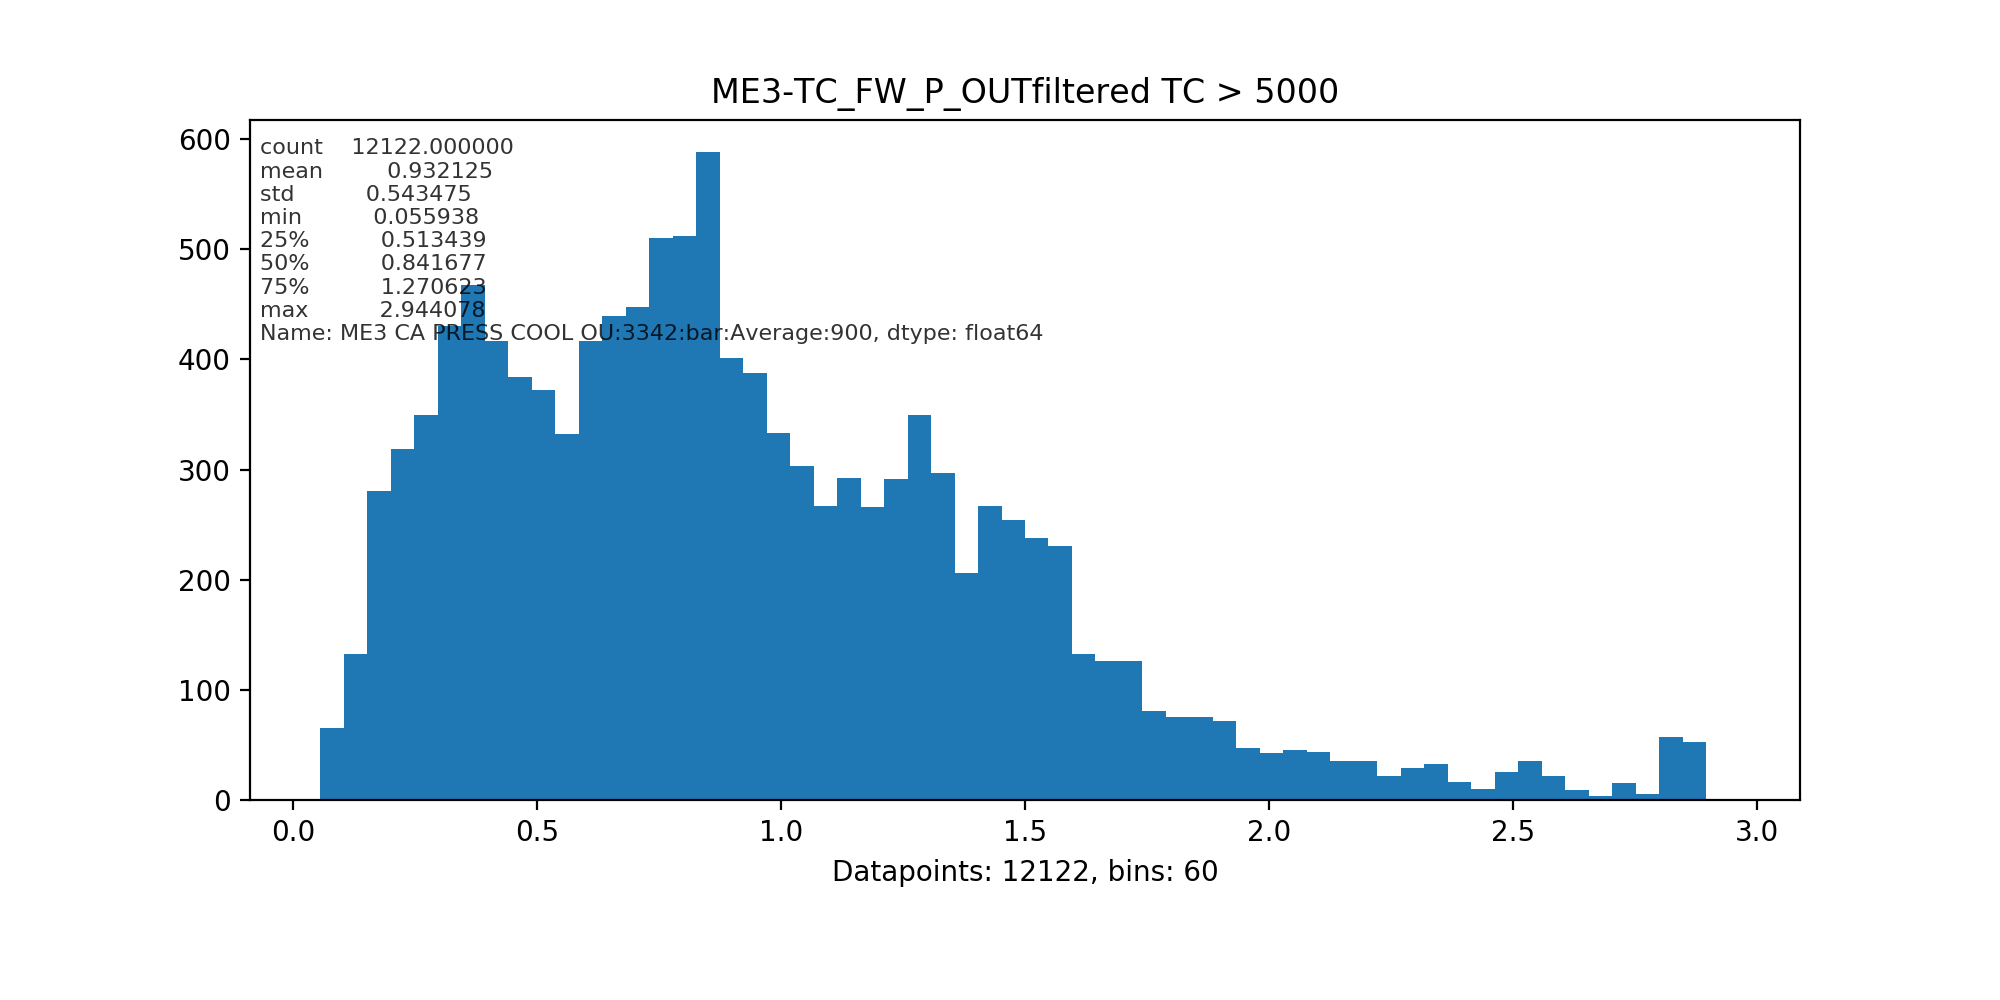 ME3-TC_FW_P_OUTfiltered TC > 5000
600
500
400
300
200
100
0
count 12122.000000
mean 0.932125
std 0.543475
min 0.055938
25% 0.513439
50% 0.841677
75% 1.270623
max 2.944078
Name: ME3 CA PRESS COOL OU:3342:bar:Average:900, dtype: float64
0.0 0.5 1.0 1.5 2.0 2.5 3.0
Datapoints: 12122, bins: 60